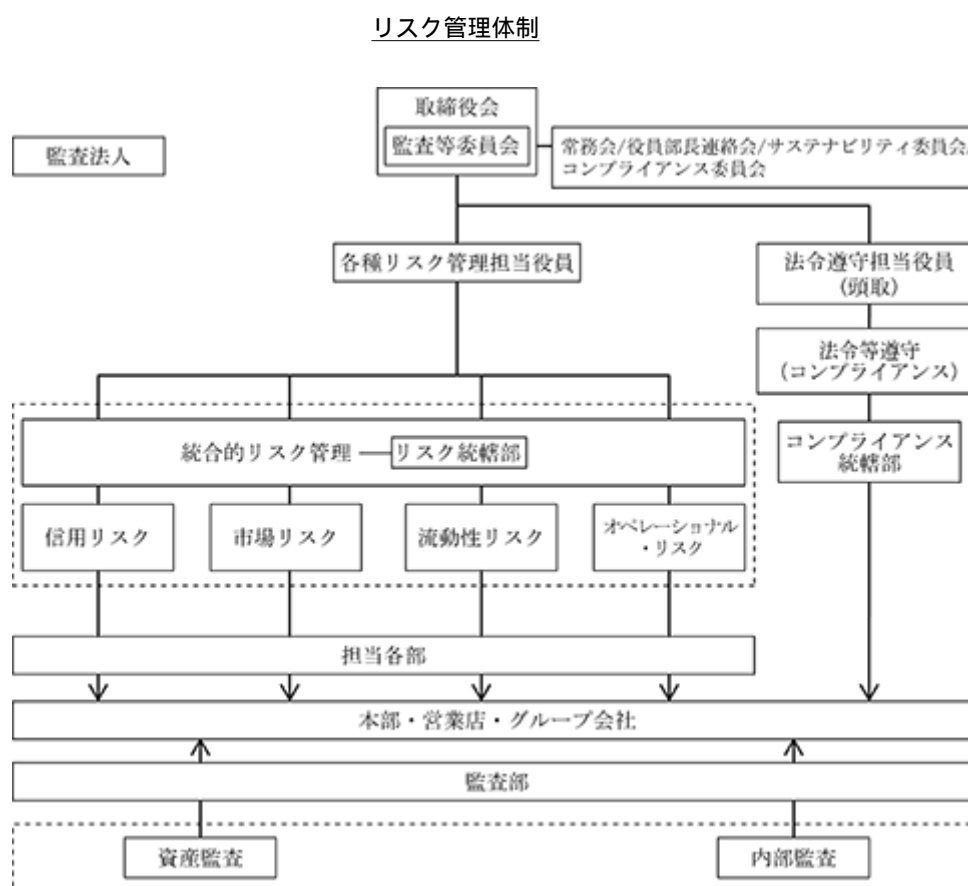 リスク管理体制
取締役会
監査等委員会
監査法人
常務会/役員部長連絡会/サステナビリティ委員会/
コンプライアンス委員会
各種リスク管理担当役員
法令遵守担当役員
(頭取)
法令等遵守
(コンプライアンス)
統合的リスク管理
リスク統轄部
コンプライアンス
統轄部
信用リスク
市場リスク
流動性リスク
オペレーショナル
・リスク
担当各部
本部・営業店・グループ会社
監査部
資産監査
内部監査